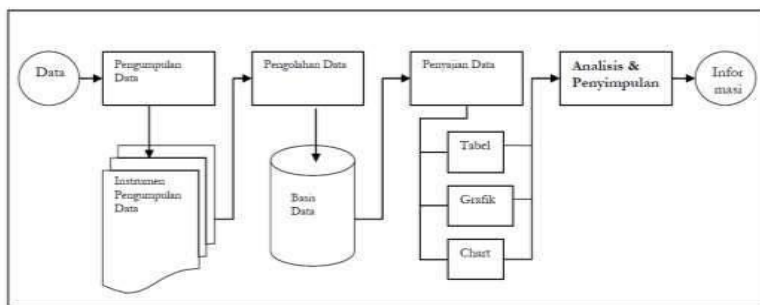 Data
Pengumpulan
Data
Pengolahan Data
Penyajian Data
Analisis &
Penyimpulan
Infor
masi
Instrumen
Pengumpulan
Data
Basis
Data
Tabel
Grafik
Chart